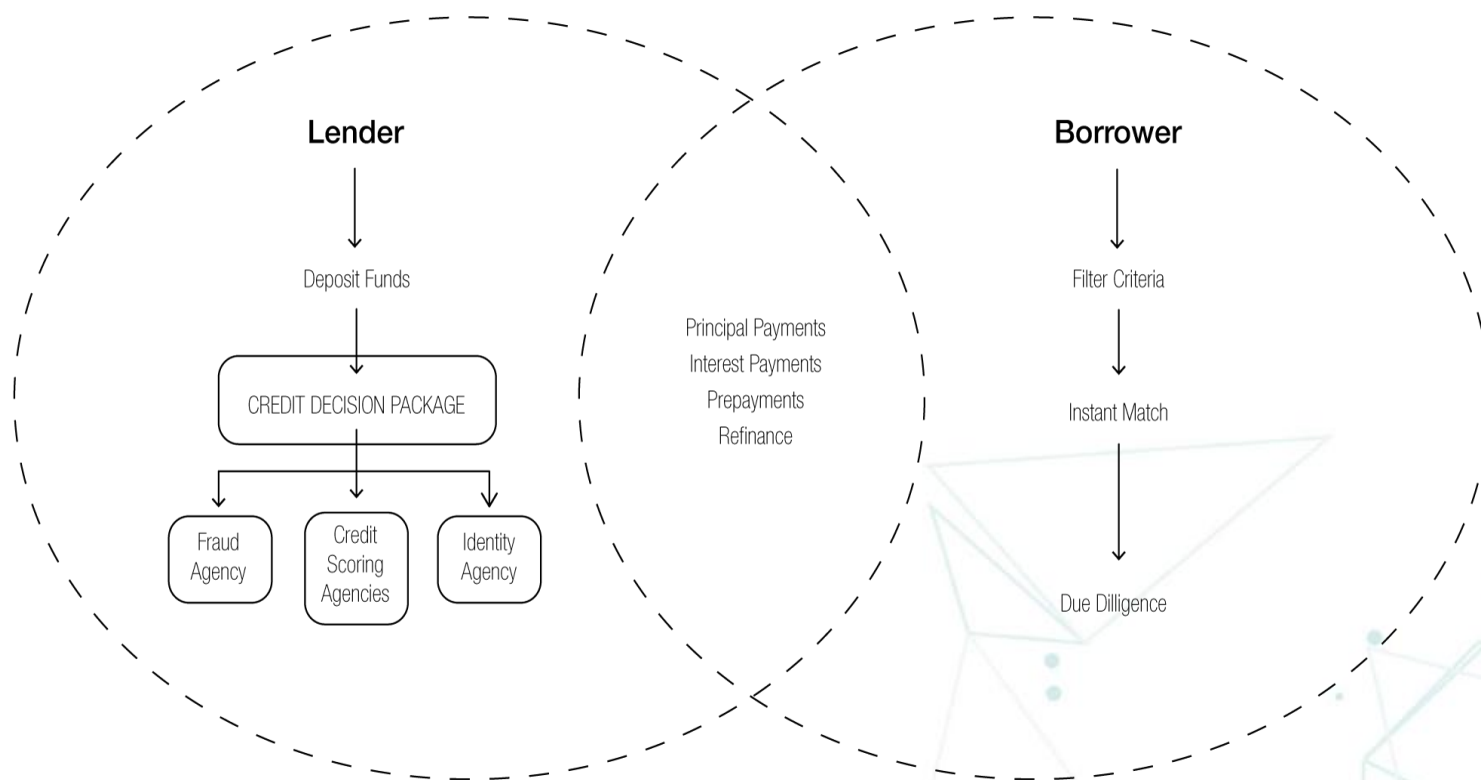 Lender
Deposit Funds
CREDIT DECISION PACKAGE
Fraud
Agency
Credit
Scoring
Agencies
Identity
Agency
Principal Payments
Interest Payments
Prepayments
Refinance
Borrower
Filter Criteria
Instant Match
Due Dilligence